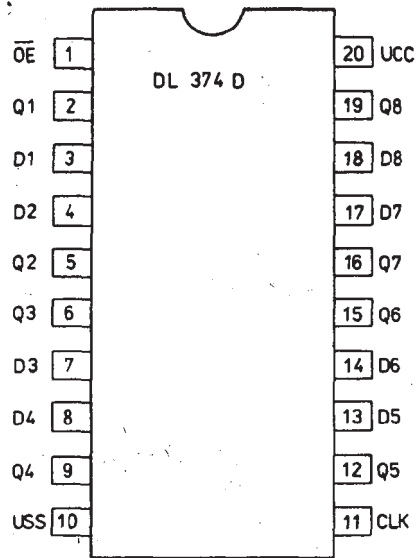 DL 374 D
OE 1
Q1 2
D1 3
D2 4
Q2 5
Q3 6
D3 7
D4 8
Q4 9
USS 10
20 UCC
19 Q8
18 D8
17 D7
16 Q7
15 Q6
14 D6
13 D5
12 Q5
11 CLK